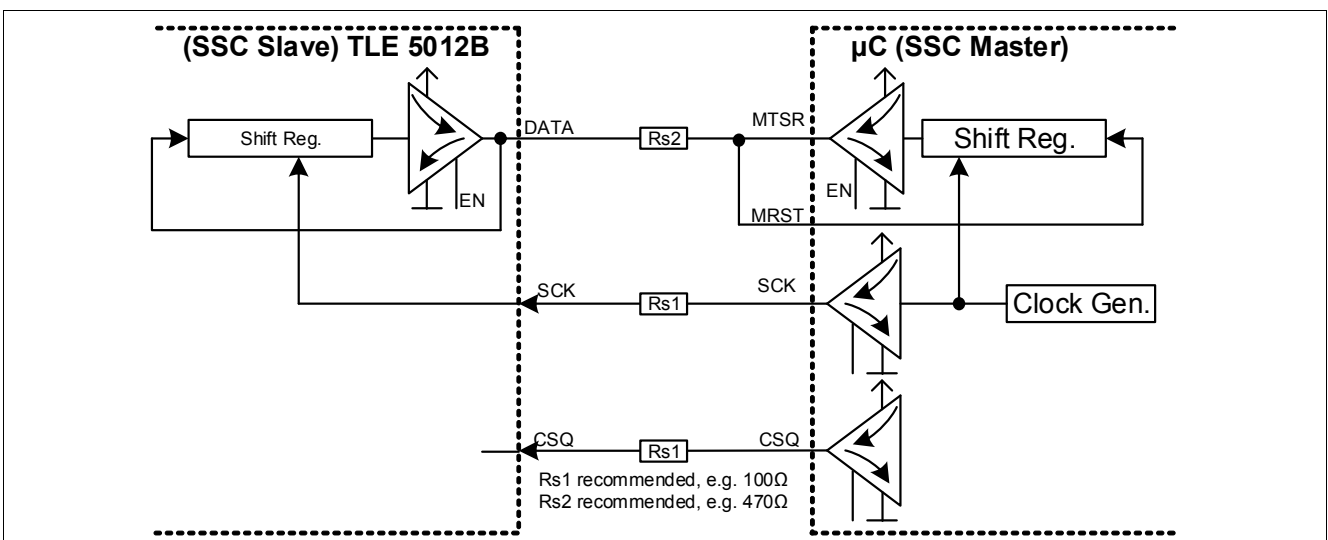 (SSC Slave) TLE 5012B
µC (SSC Master)
Shift Reg.
EN
DATA
Rs2
MTSR
EN
Shift Reg.
MRST
SCK
Rs1
SCK
Clock Gen.
CSQ
Rs1
CSQ
Rs1 recommended, e.g. 100Ω
Rs2 recommended, e.g. 470Ω